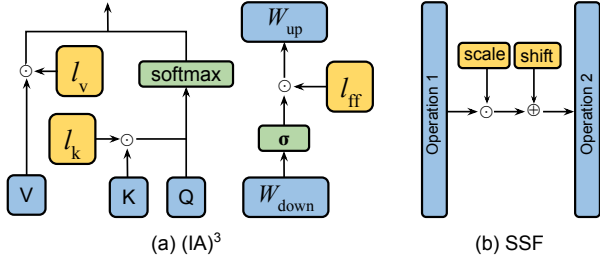 W_up
l_v
softmax
l_ff
l_k
σ
V
K
Q
W_down
(a) (IA)³
Operation 1
scale
shift
Operation 2
(b) SSF